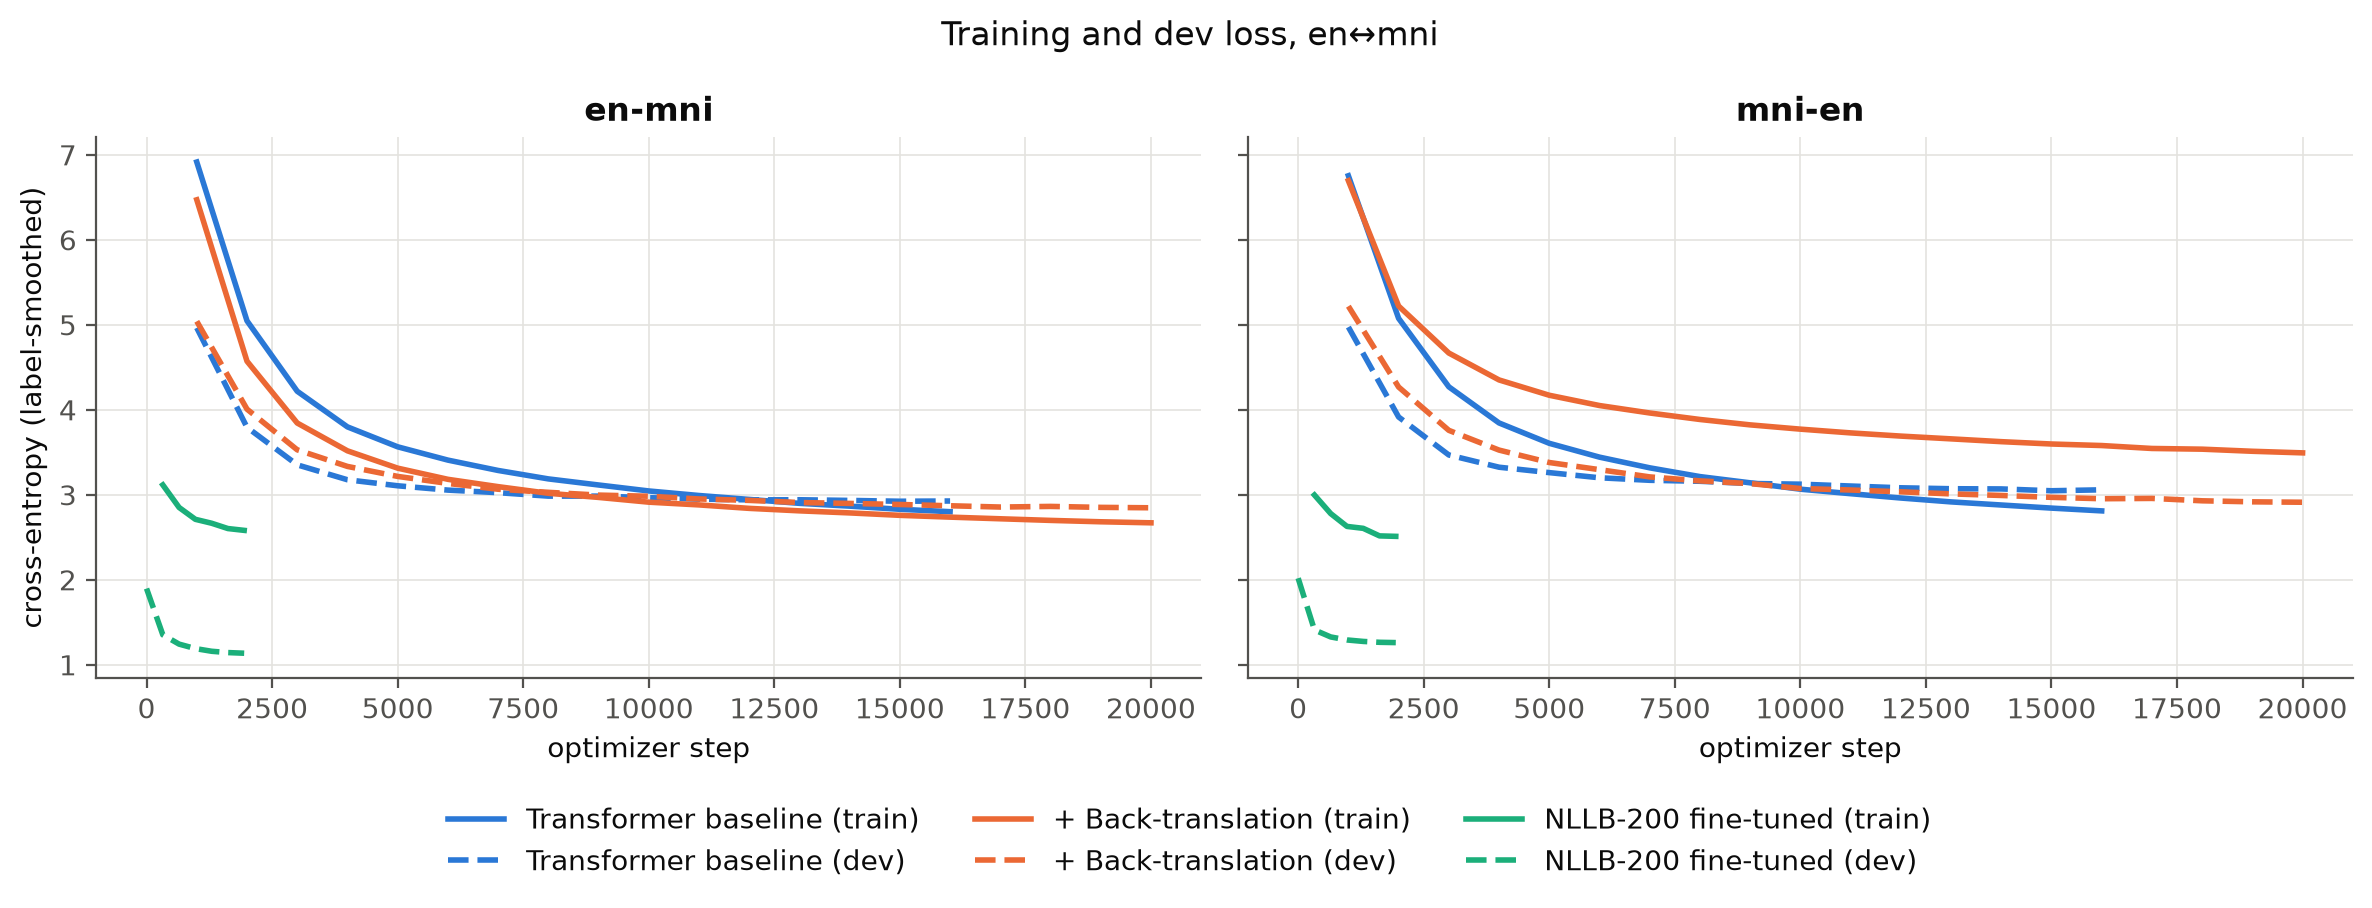 Training and dev loss, en↔mni
en-mni
mni-en
cross-entropy (label-smoothed)
7
6
5
4
3
2
1
0 2500 5000 7500 10000 12500 15000 17500 20000
0 2500 5000 7500 10000 12500 15000 17500 20000
optimizer step
optimizer step
Transformer baseline (train)
+ Back-translation (train)
NLLB-200 fine-tuned (train)
Transformer baseline (dev)
+ Back-translation (dev)
NLLB-200 fine-tuned (dev)